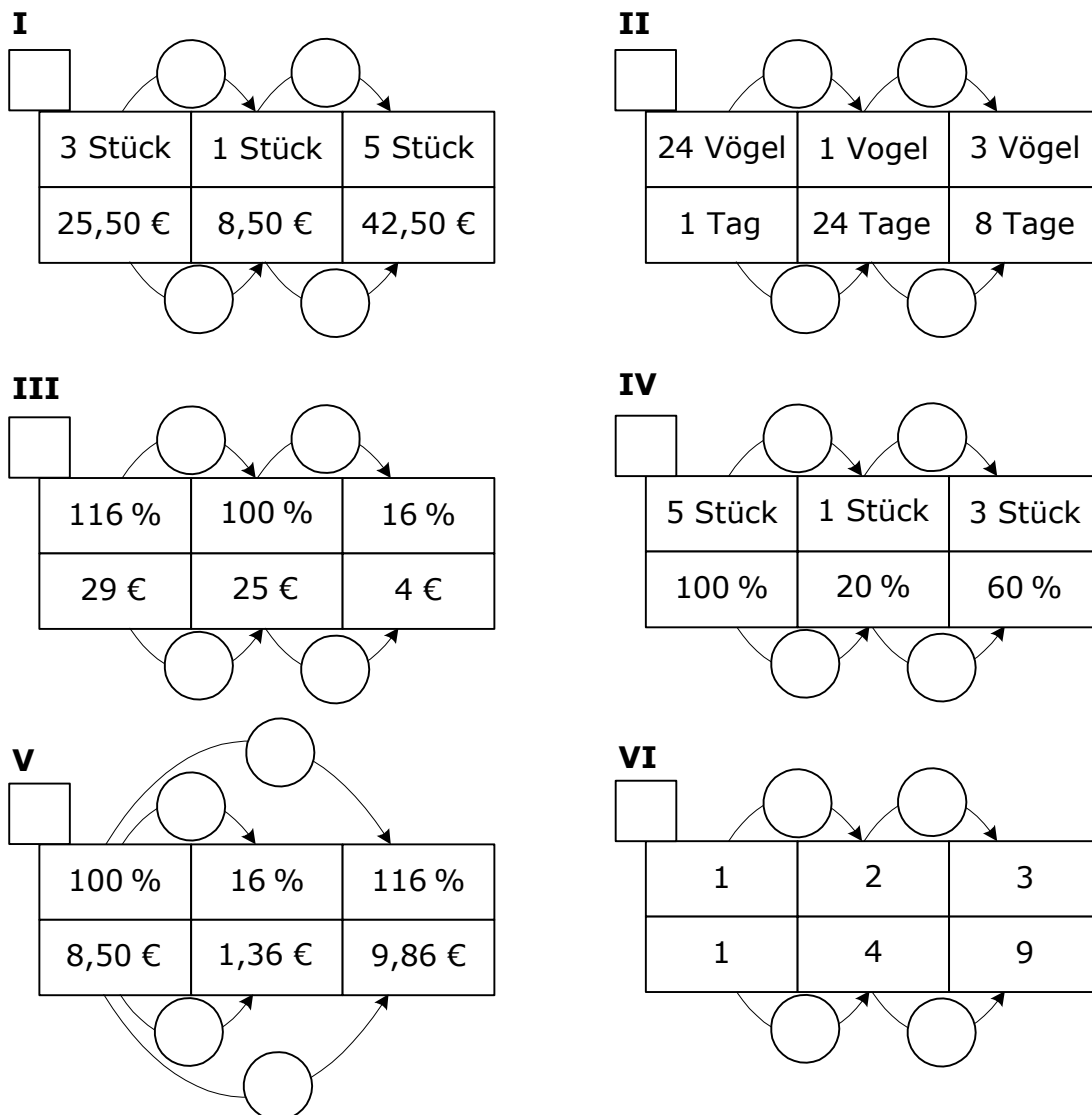 I
3 Stück 1 Stück 5 Stück
25,50 € 8,50 € 42,50 €
II
24 Vögel 1 Vogel 3 Vögel
1 Tag 24 Tage 8 Tage
III
116 % 100 % 16 %
29 € 25 € 4 €
IV
5 Stück 1 Stück 3 Stück
100 % 20 % 60 %
V
100 % 16 % 116 %
8,50 € 1,36 € 9,86 €
VI
1 2 3
1 4 9